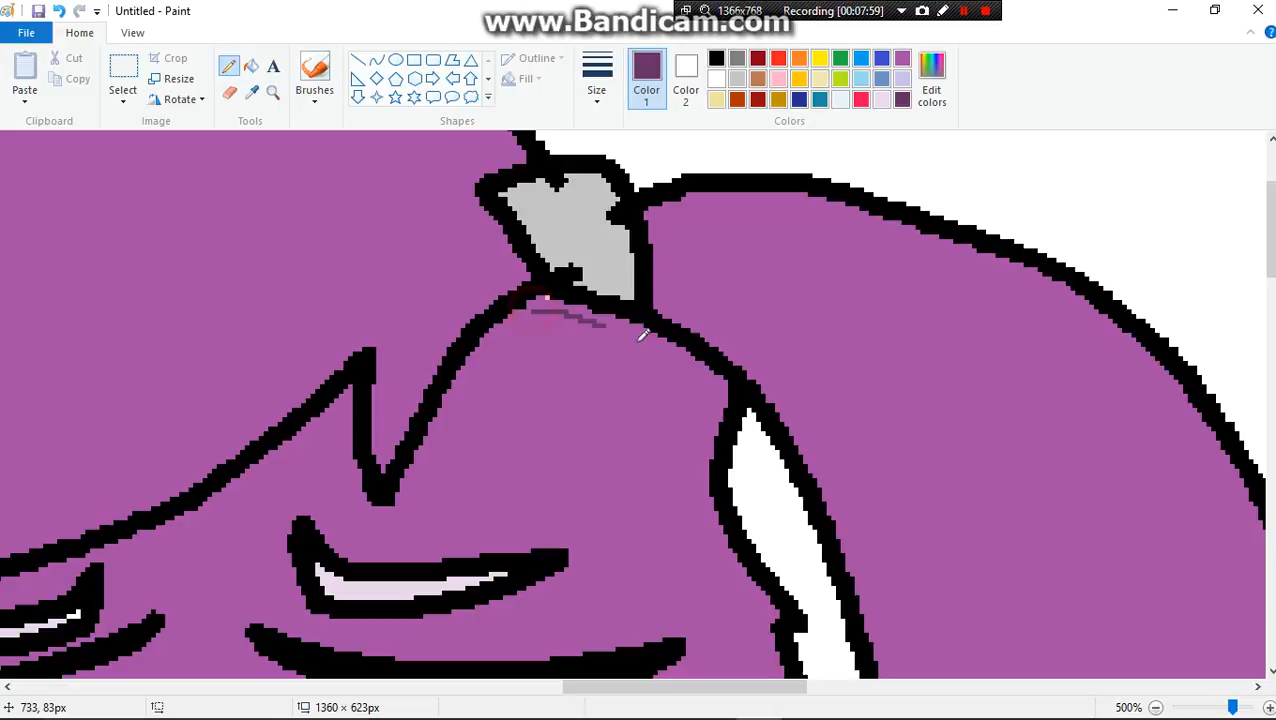 Untitled - Paint
www.Bandicam.com
1366x768 Recording [00:07:59]
File Home View
Paste
Cut
Copy
Clipboard
Select
Crop
Resize
Rotate
Image
Tools
Brushes
Outline
Fill
Shapes
Size
Color 1
Color 2
Colors
Edit colors
733, 83px
1360 × 623px
500%